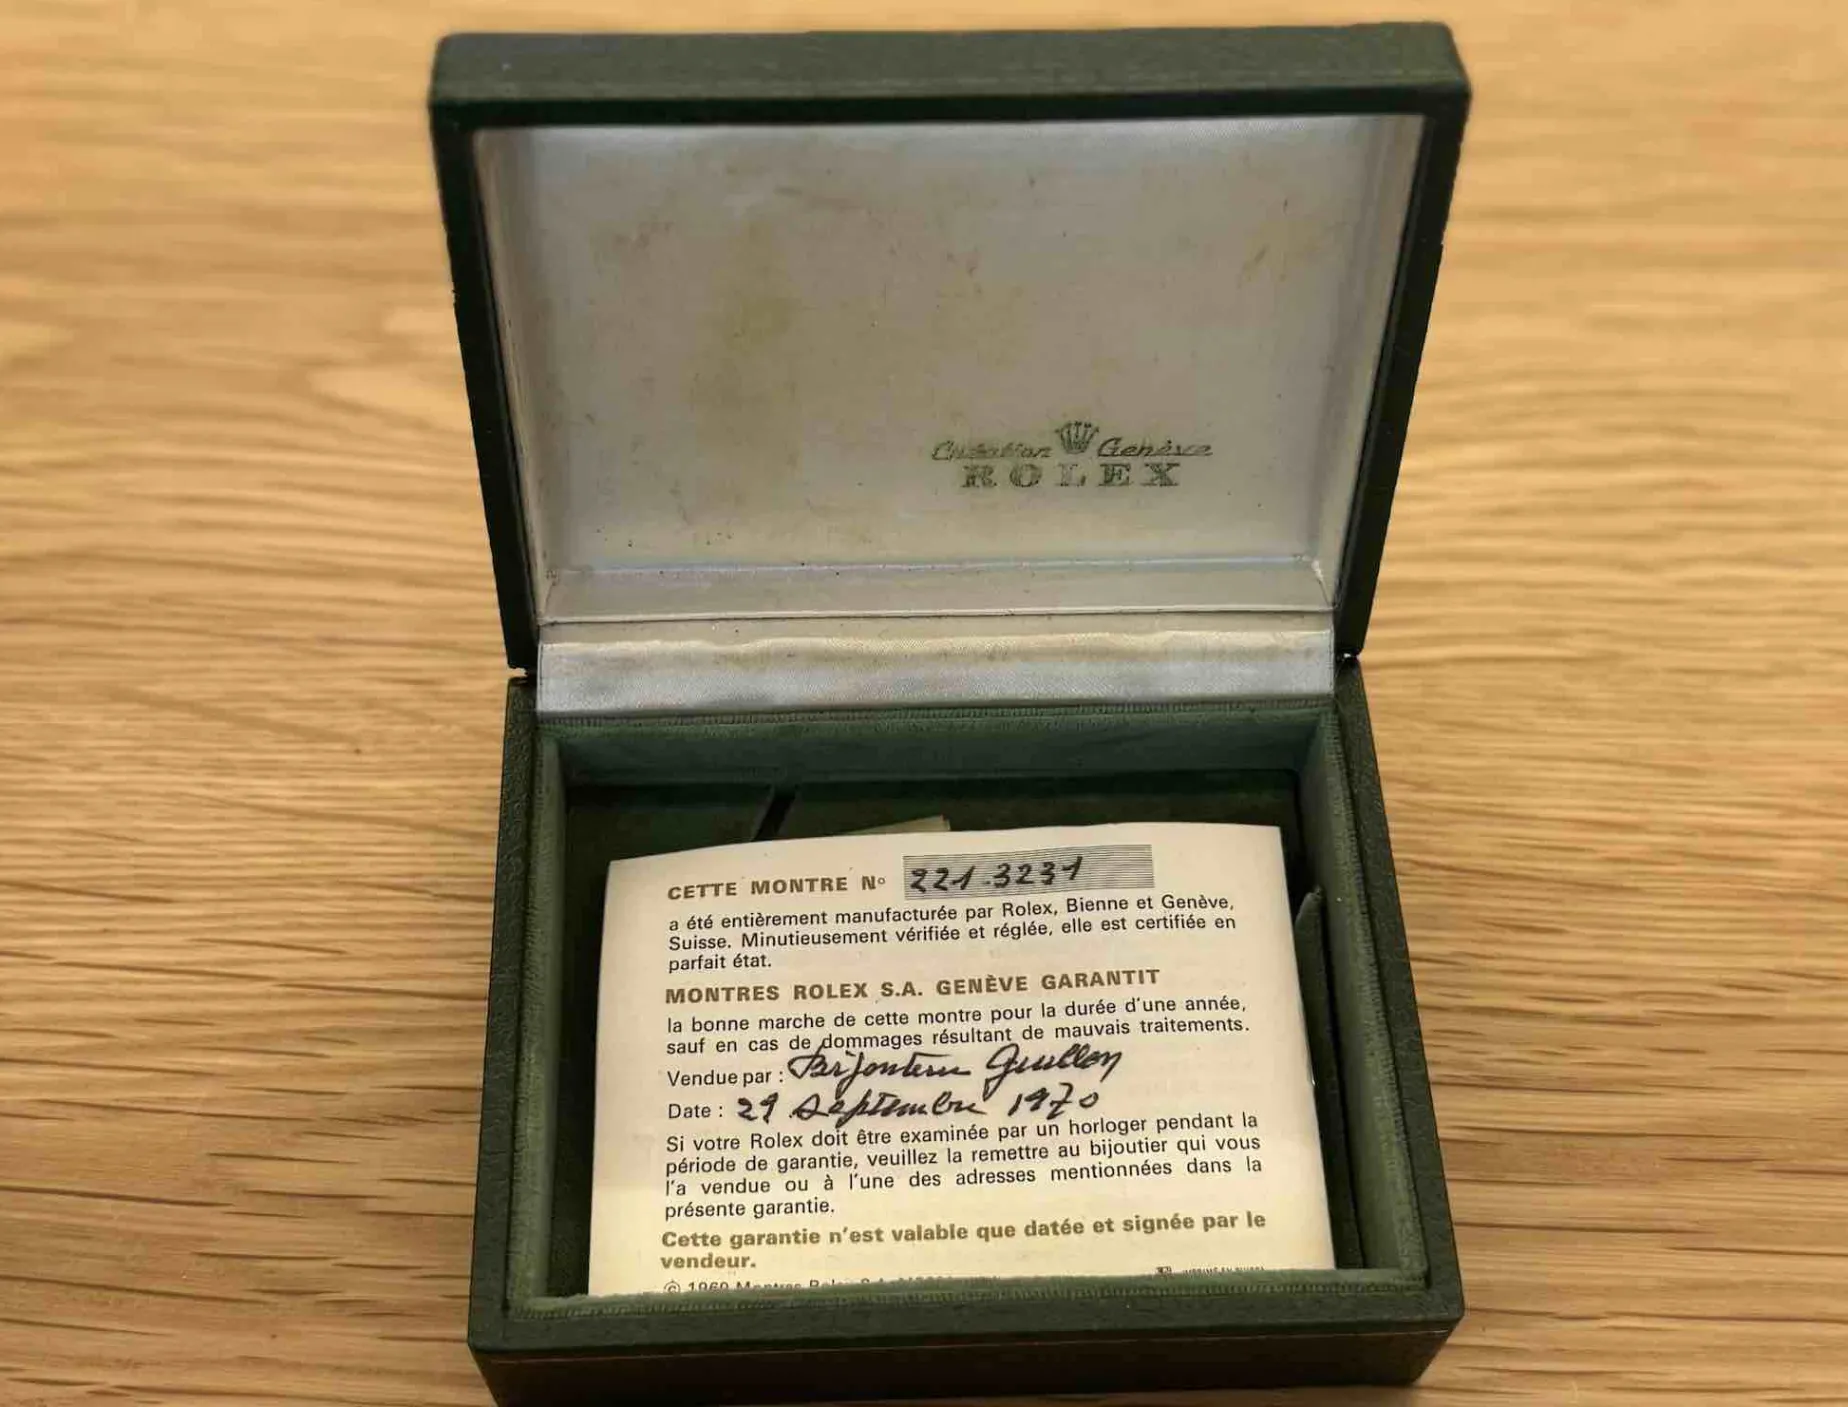 Création Genève
ROLEX
CETTE MONTRE N° 221.3231
a été entièrement manufacturée par Rolex, Bienne et Genève,
Suisse. Minutieusement vérifiée et réglée, elle est certifiée en
parfait état.
MONTRES ROLEX S.A. GENÈVE GARANTIT
la bonne marche de cette montre pour la durée d'une année,
sauf en cas de dommages résultant de mauvais traitements.
Vendue par : Bijouterie Guillon
Date : 29 septembre 1970
Si votre Rolex doit être examinée par un horloger pendant la
période de garantie, veuillez la remettre au bijoutier qui vous
l'a vendue ou à l'une des adresses mentionnées dans la
présente garantie.
Cette garantie n'est valable que datée et signée par le
vendeur.
© 1969 Montres Rolex S.A.